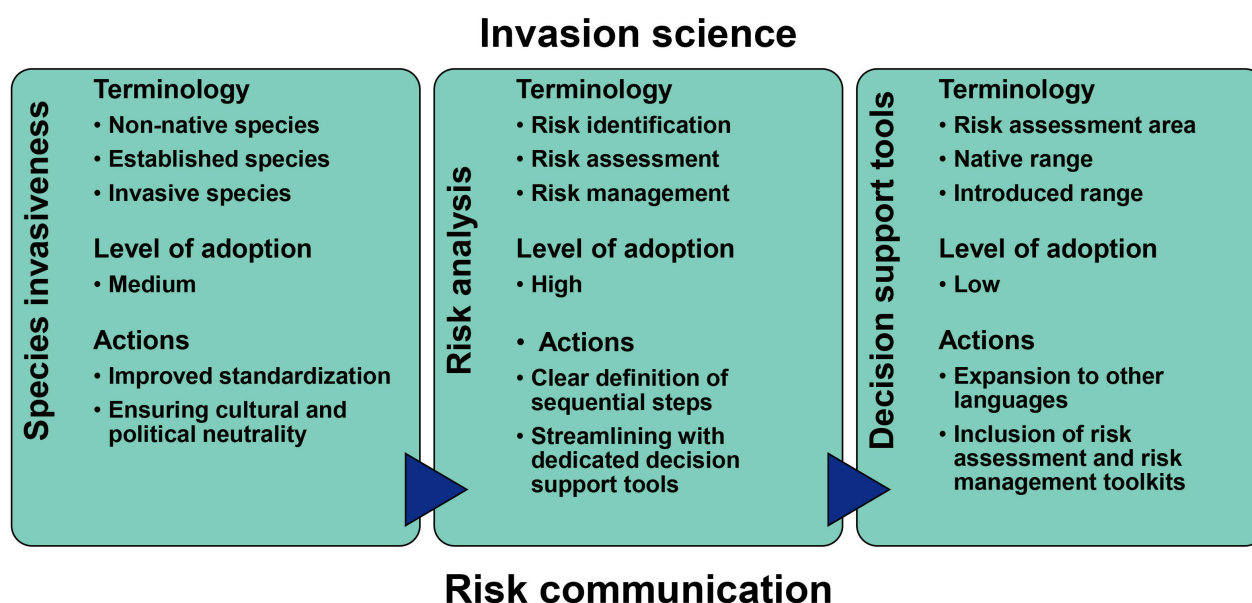 Invasion science
Species invasiveness
Terminology
• Non-native species
• Established species
• Invasive species
Level of adoption
• Medium
Actions
• Improved standardization
• Ensuring cultural and
political neutrality
Risk analysis
Terminology
• Risk identification
• Risk assessment
• Risk management
Level of adoption
• High
• Actions
• Clear definition of
sequential steps
• Streamlining with
dedicated decision
support tools
Decision support tools
Terminology
• Risk assessment area
• Native range
• Introduced range
Level of adoption
• Low
Actions
• Expansion to other
languages
• Inclusion of risk
assessment and risk
management toolkits
Risk communication